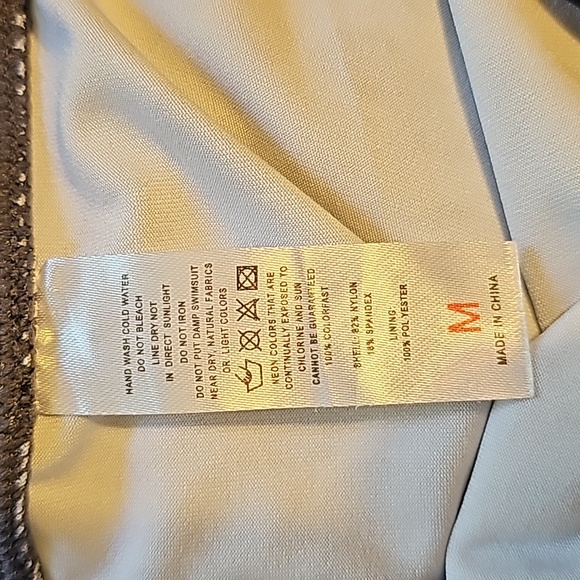 HAND WASH COLD WATER
DO NOT BLEACH
LINE DRY NOT
IN DIRECT SUNLIGHT
DO NOT IRON
DO NOT PUT DAMP SWIMSUIT
NEAR DRY, NATURAL FABRICS
OR, LIGHT COLORS
NEON COLORS THAT ARE
CONTINUALLY EXPOSED TO
CHLORINE AND SUN
CANNOT BE GUARANTEED
100% COLORFAST
SHELL: 82% NYLON
18% SPANDEX
LINING:
100% POLYESTER
M
MADE IN CHINA